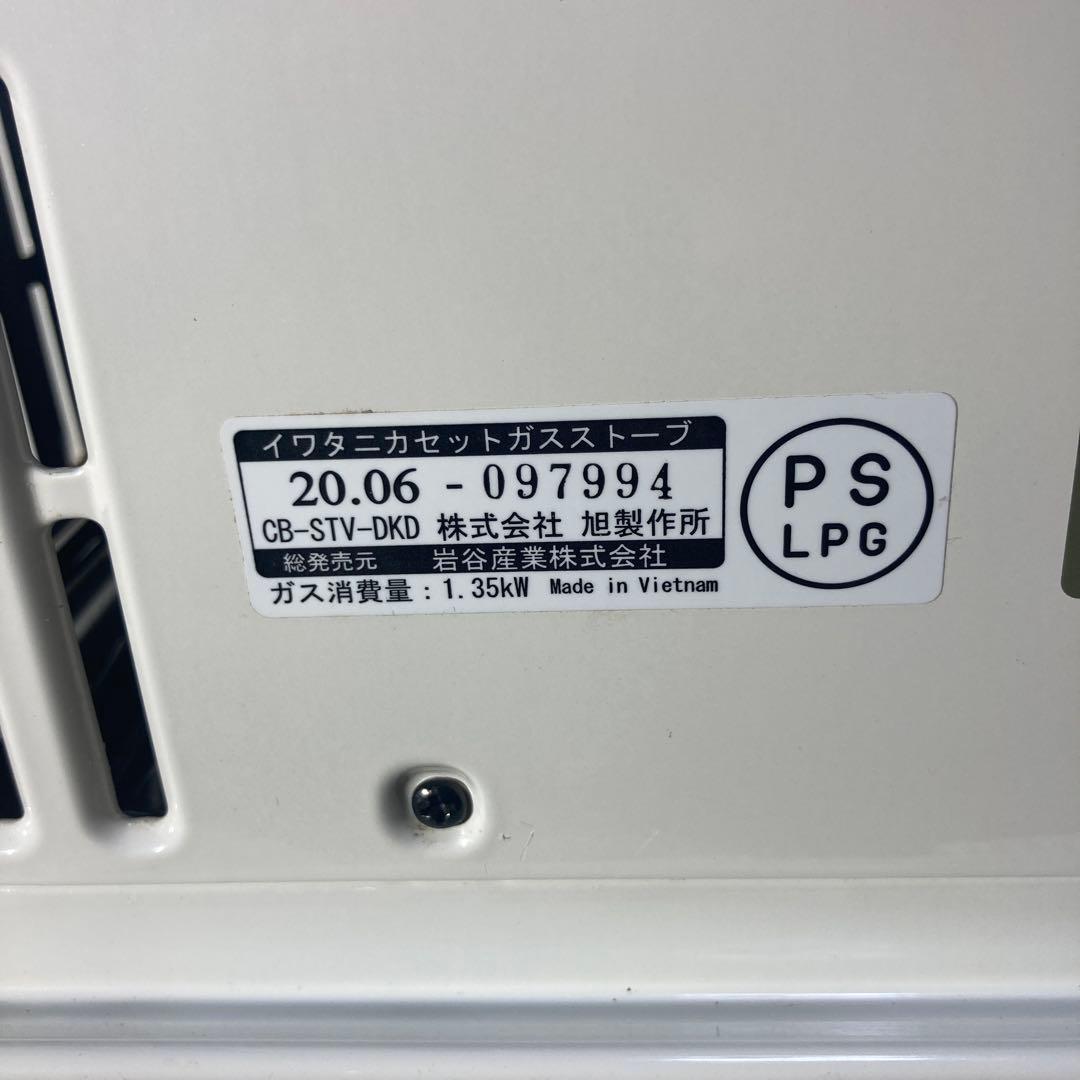 イワタニカセットガスストーブ
20.06 - 097994
CB-STV-DKD 株式会社 旭製作所
総発売元 岩谷産業株式会社
ガス消費量：1.35kW Made in Vietnam
PS
LPG